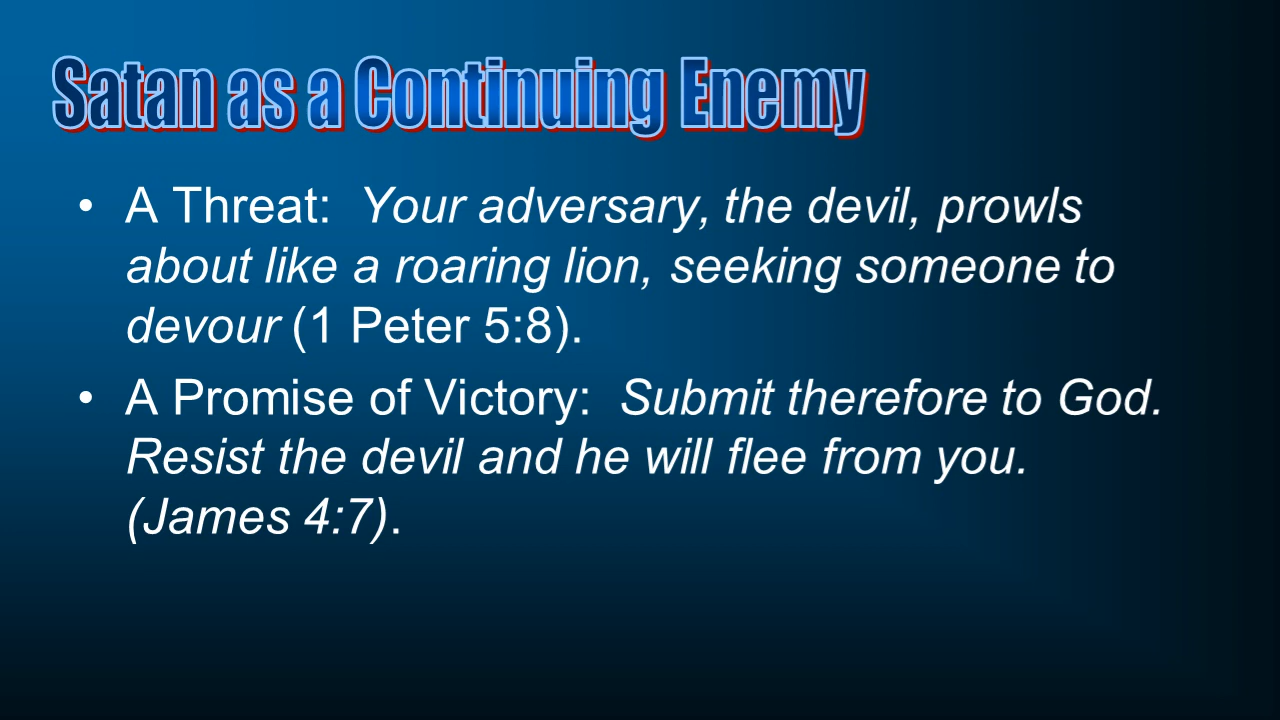 Satan as a Continuing Enemy
• A Threat:  Your adversary, the devil, prowls
about like a roaring lion, seeking someone to
devour (1 Peter 5:8).
• A Promise of Victory:  Submit therefore to God.
Resist the devil and he will flee from you.
(James 4:7).